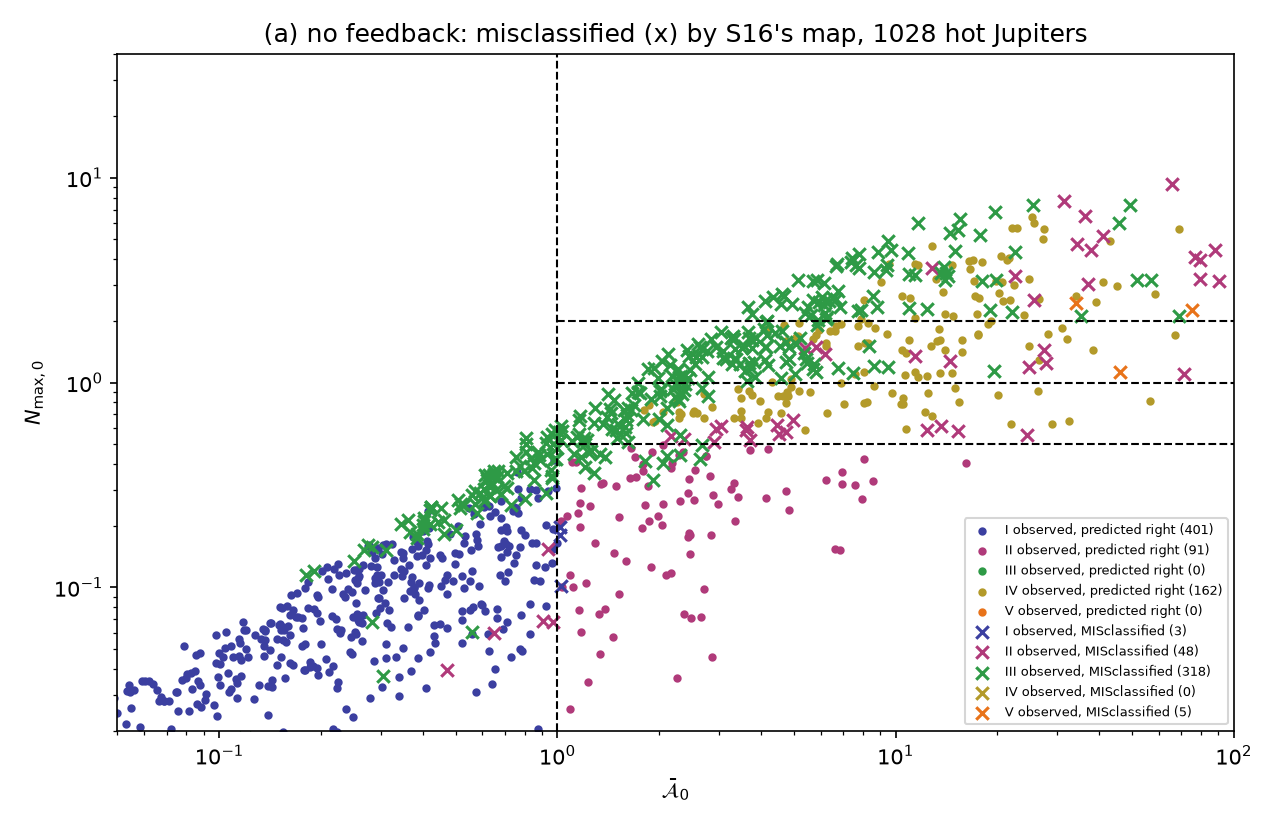 (a) no feedback: misclassified (x) by S16's map, 1028 hot Jupiters
N_max,0
10¹
10⁰
10⁻¹
I observed, predicted right (401)
II observed, predicted right (91)
III observed, predicted right (0)
IV observed, predicted right (162)
V observed, predicted right (0)
I observed, MISclassified (3)
II observed, MISclassified (48)
III observed, MISclassified (318)
IV observed, MISclassified (0)
V observed, MISclassified (5)
10⁻¹ 10⁰ 10¹ 10²
𝒜̄₀